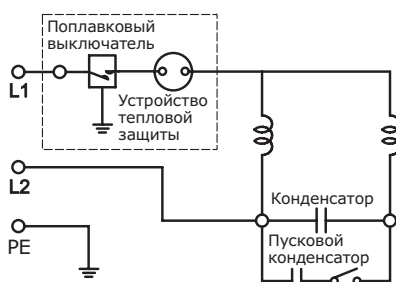 Поплавковый
выключатель
L1
Устройство
тепловой
защиты
L2
Конденсатор
PE
Пусковой
конденсатор